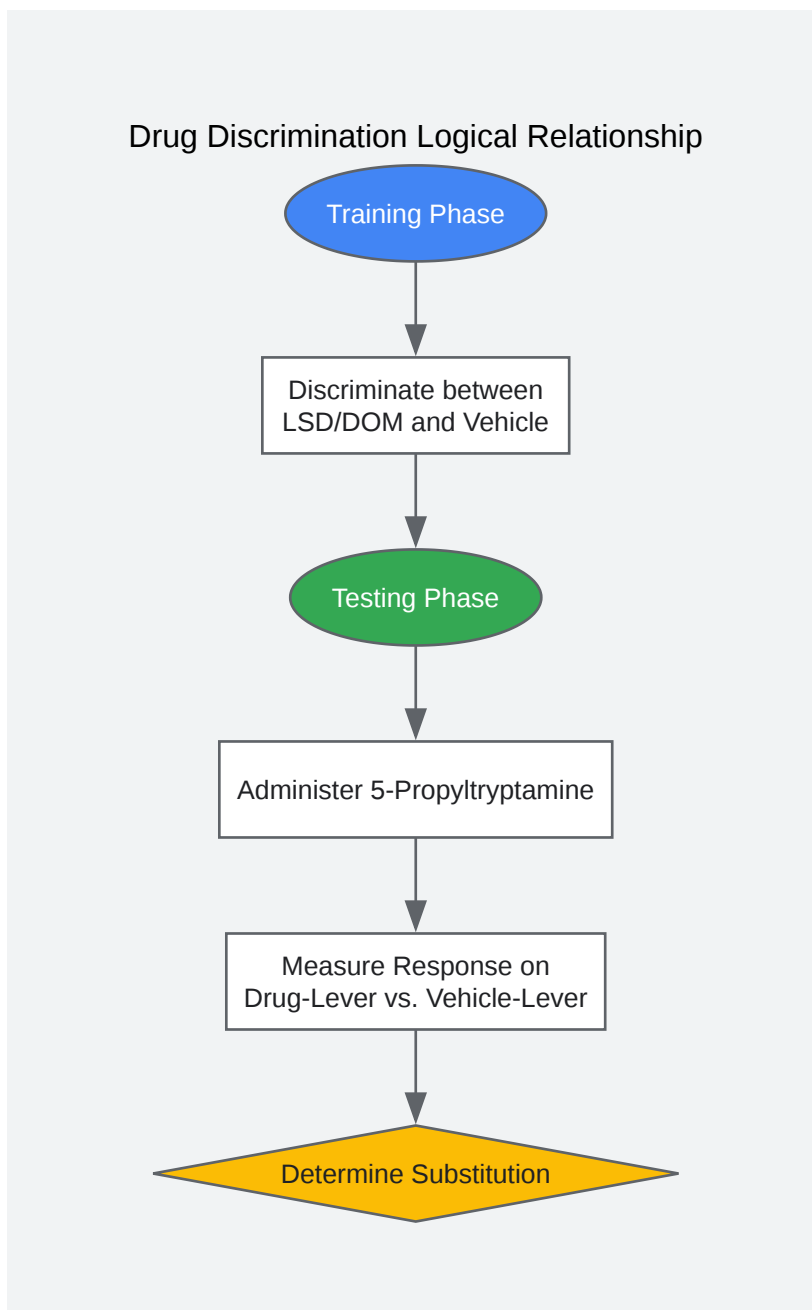 Drug Discrimination Logical Relationship
Training Phase
Discriminate between
LSD/DOM and Vehicle
Testing Phase
Administer 5-Propyltryptamine
Measure Response on
Drug-Lever vs. Vehicle-Lever
Determine Substitution